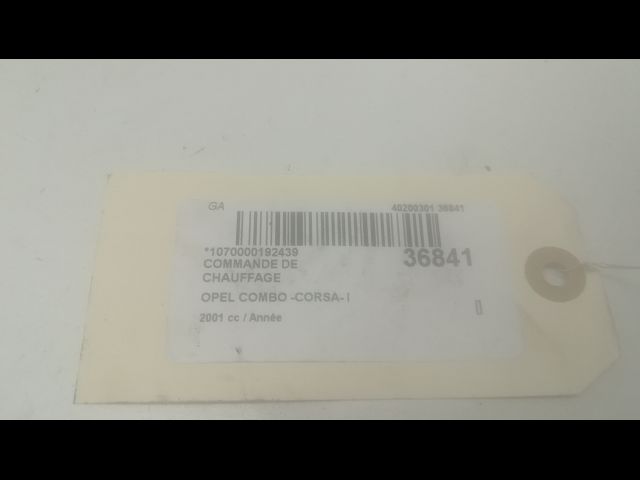 GA 40200301 36841
*1070000192439 36841
COMMANDE DE
CHAUFFAGE
OPEL COMBO -CORSA- I
2001 cc / Année